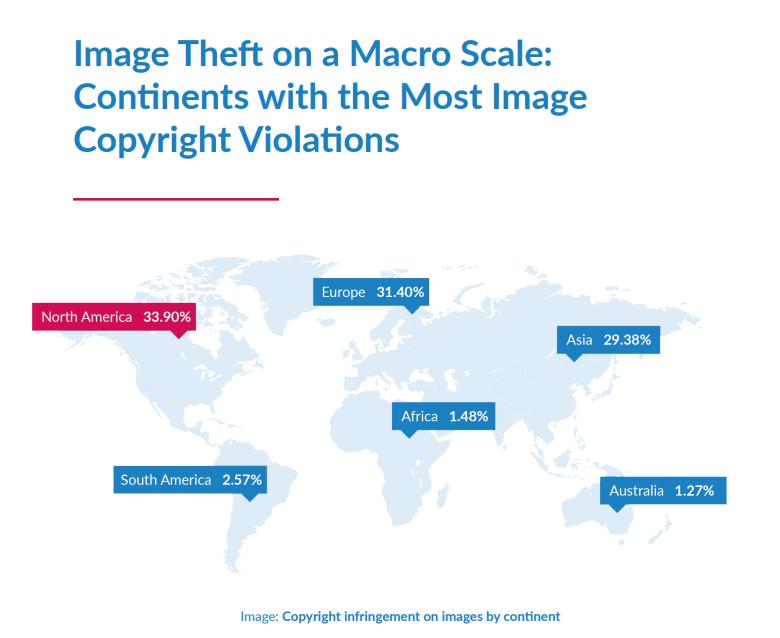 Image Theft on a Macro Scale:
Continents with the Most Image
Copyright Violations
Europe 31.40%
North America 33.90%
Asia 29.38%
Africa 1.48%
South America 2.57%
Australia 1.27%
Image: Copyright infringement on images by continent